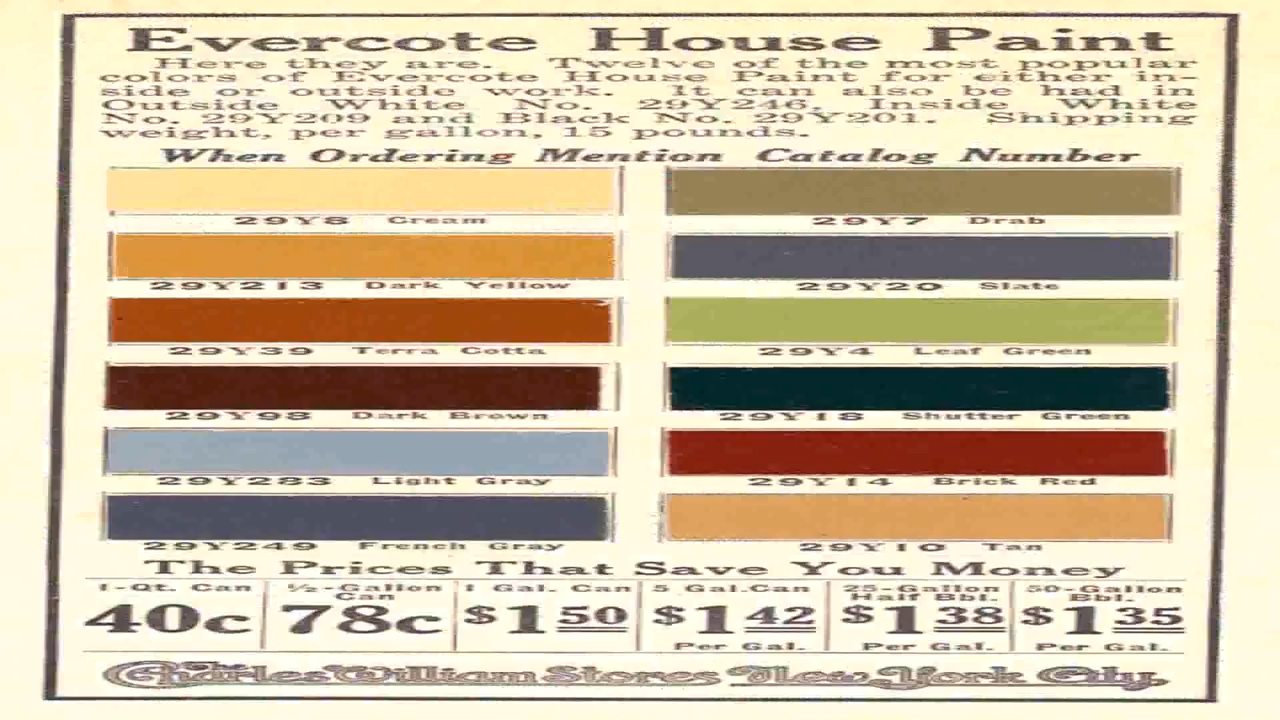 Evercote House Paint
Here they are. Twelve of the most popular
colors of Evercote House Paint for either in-
side or outside work. It can also be had in
Outside White No. 29Y246, Inside White
No. 29Y209 and Black No. 29Y201. Shipping
weight, per gallon, 15 pounds.
When Ordering Mention Catalog Number
29Y8 Cream
29Y7 Drab
29Y213 Dark Yellow
29Y20 Slate
29Y39 Terra Cotta
29Y4 Leaf Green
29Y98 Dark Brown
29Y18 Shutter Green
29Y283 Light Gray
29Y14 Brick Red
29Y249 French Gray
29Y10 Tan
The Prices That Save You Money
1-Qt. Can
40c
½-Gallon
Can
78c
1 Gal. Can
$1 50
5 Gal. Can
$1 42
Per Gal.
25-Gallon
Half Bbl.
$1 38
Per Gal.
50-Gallon
Bbl.
$1 35
Per Gal.
The Charles William Stores New York City,